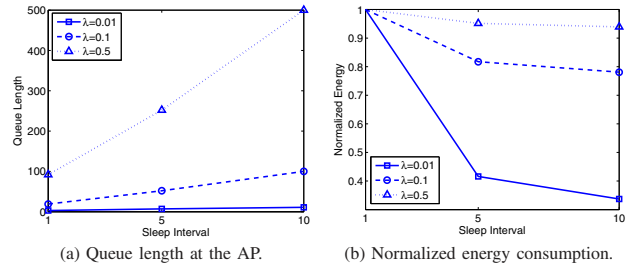 500
400
300
200
100
0
1
5
10
Queue Length
Sleep Interval
λ=0.01
λ=0.1
λ=0.5
(a) Queue length at the AP.
1
0.9
0.8
0.7
0.6
0.5
0.4
1
5
10
Normalized Energy
Sleep Interval
λ=0.01
λ=0.1
λ=0.5
(b) Normalized energy consumption.